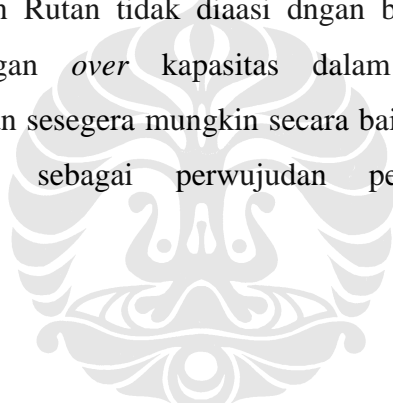 n Rutan tidak diaasi dngan b
gan over kapasitas dalam
n sesegera mungkin secara bai
sebagai perwujudan pe